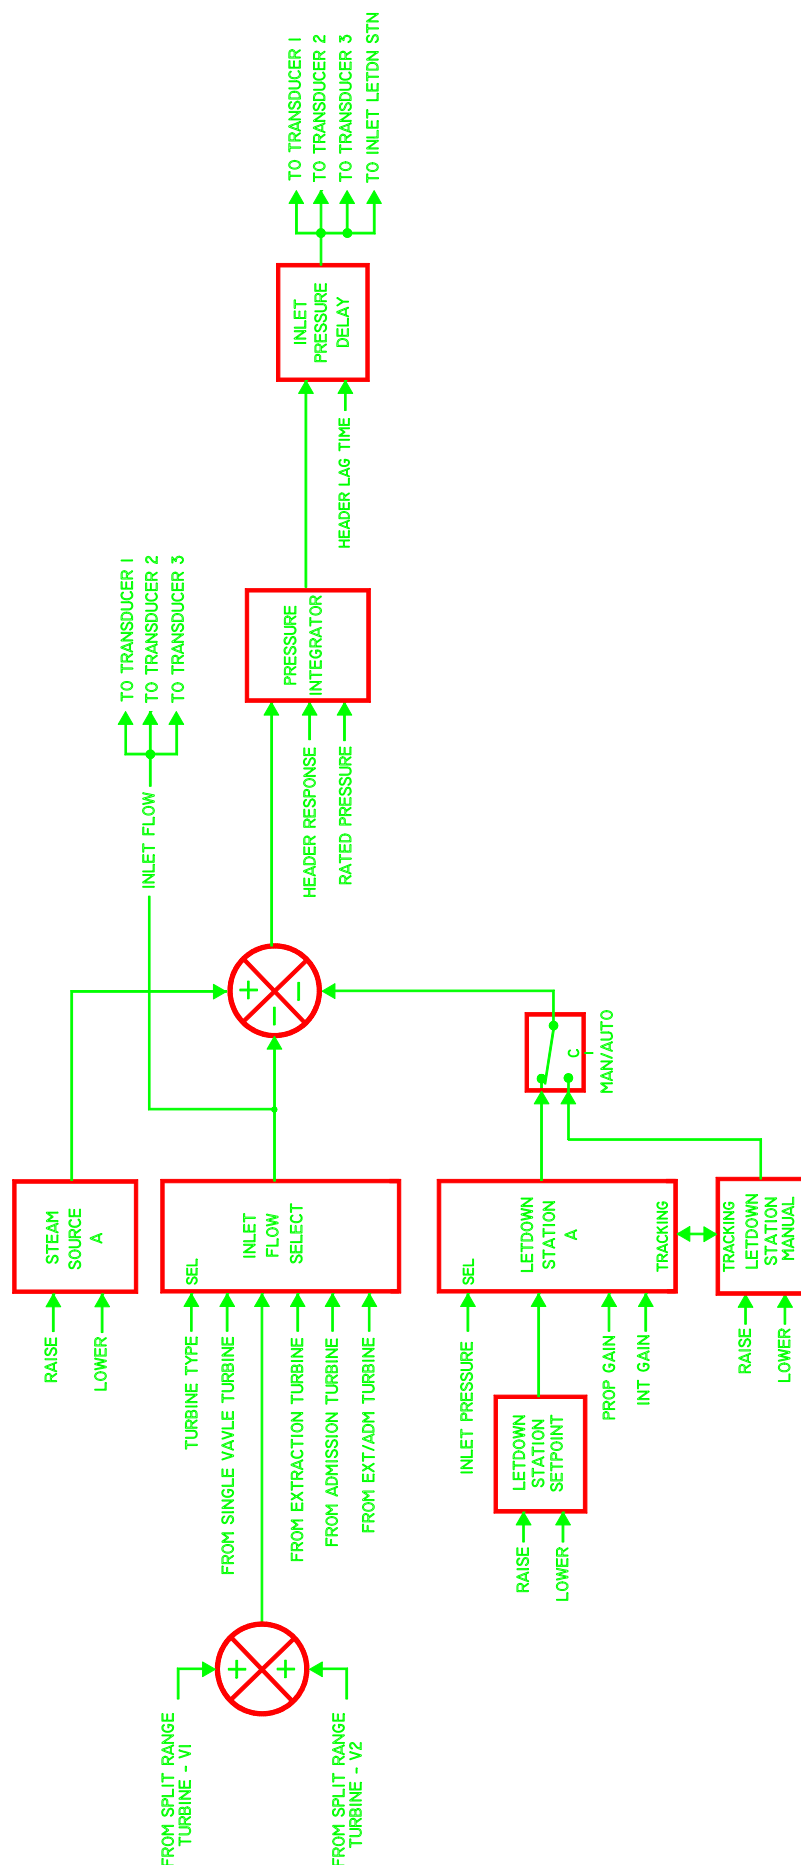 FROM SPLIT RANGE
TURBINE - V1
FROM SPLIT RANGE
TURBINE - V2
+
+
RAISE
LOWER
STEAM
SOURCE
A
TURBINE TYPE
FROM SINGLE VAVLE TURBINE
FROM EXTRACTION TURBINE
FROM ADMISSION TURBINE
FROM EXT/ADM TURBINE
SEL
INLET
FLOW
SELECT
RAISE
LOWER
LETDOWN
STATION
SETPOINT
INLET PRESSURE
PROP GAIN
INT GAIN
SEL
LETDOWN
STATION
A
TRACKING
RAISE
LOWER
TRACKING
LETDOWN
STATION
MANUAL
C
MAN/AUTO
+
−
−
INLET FLOW
TO TRANSDUCER 1
TO TRANSDUCER 2
TO TRANSDUCER 3
HEADER RESPONSE
RATED PRESSURE
PRESSURE
INTEGRATOR
HEADER LAG TIME
INLET
PRESSURE
DELAY
TO TRANSDUCER 1
TO TRANSDUCER 2
TO TRANSDUCER 3
TO INLET LETDN STN